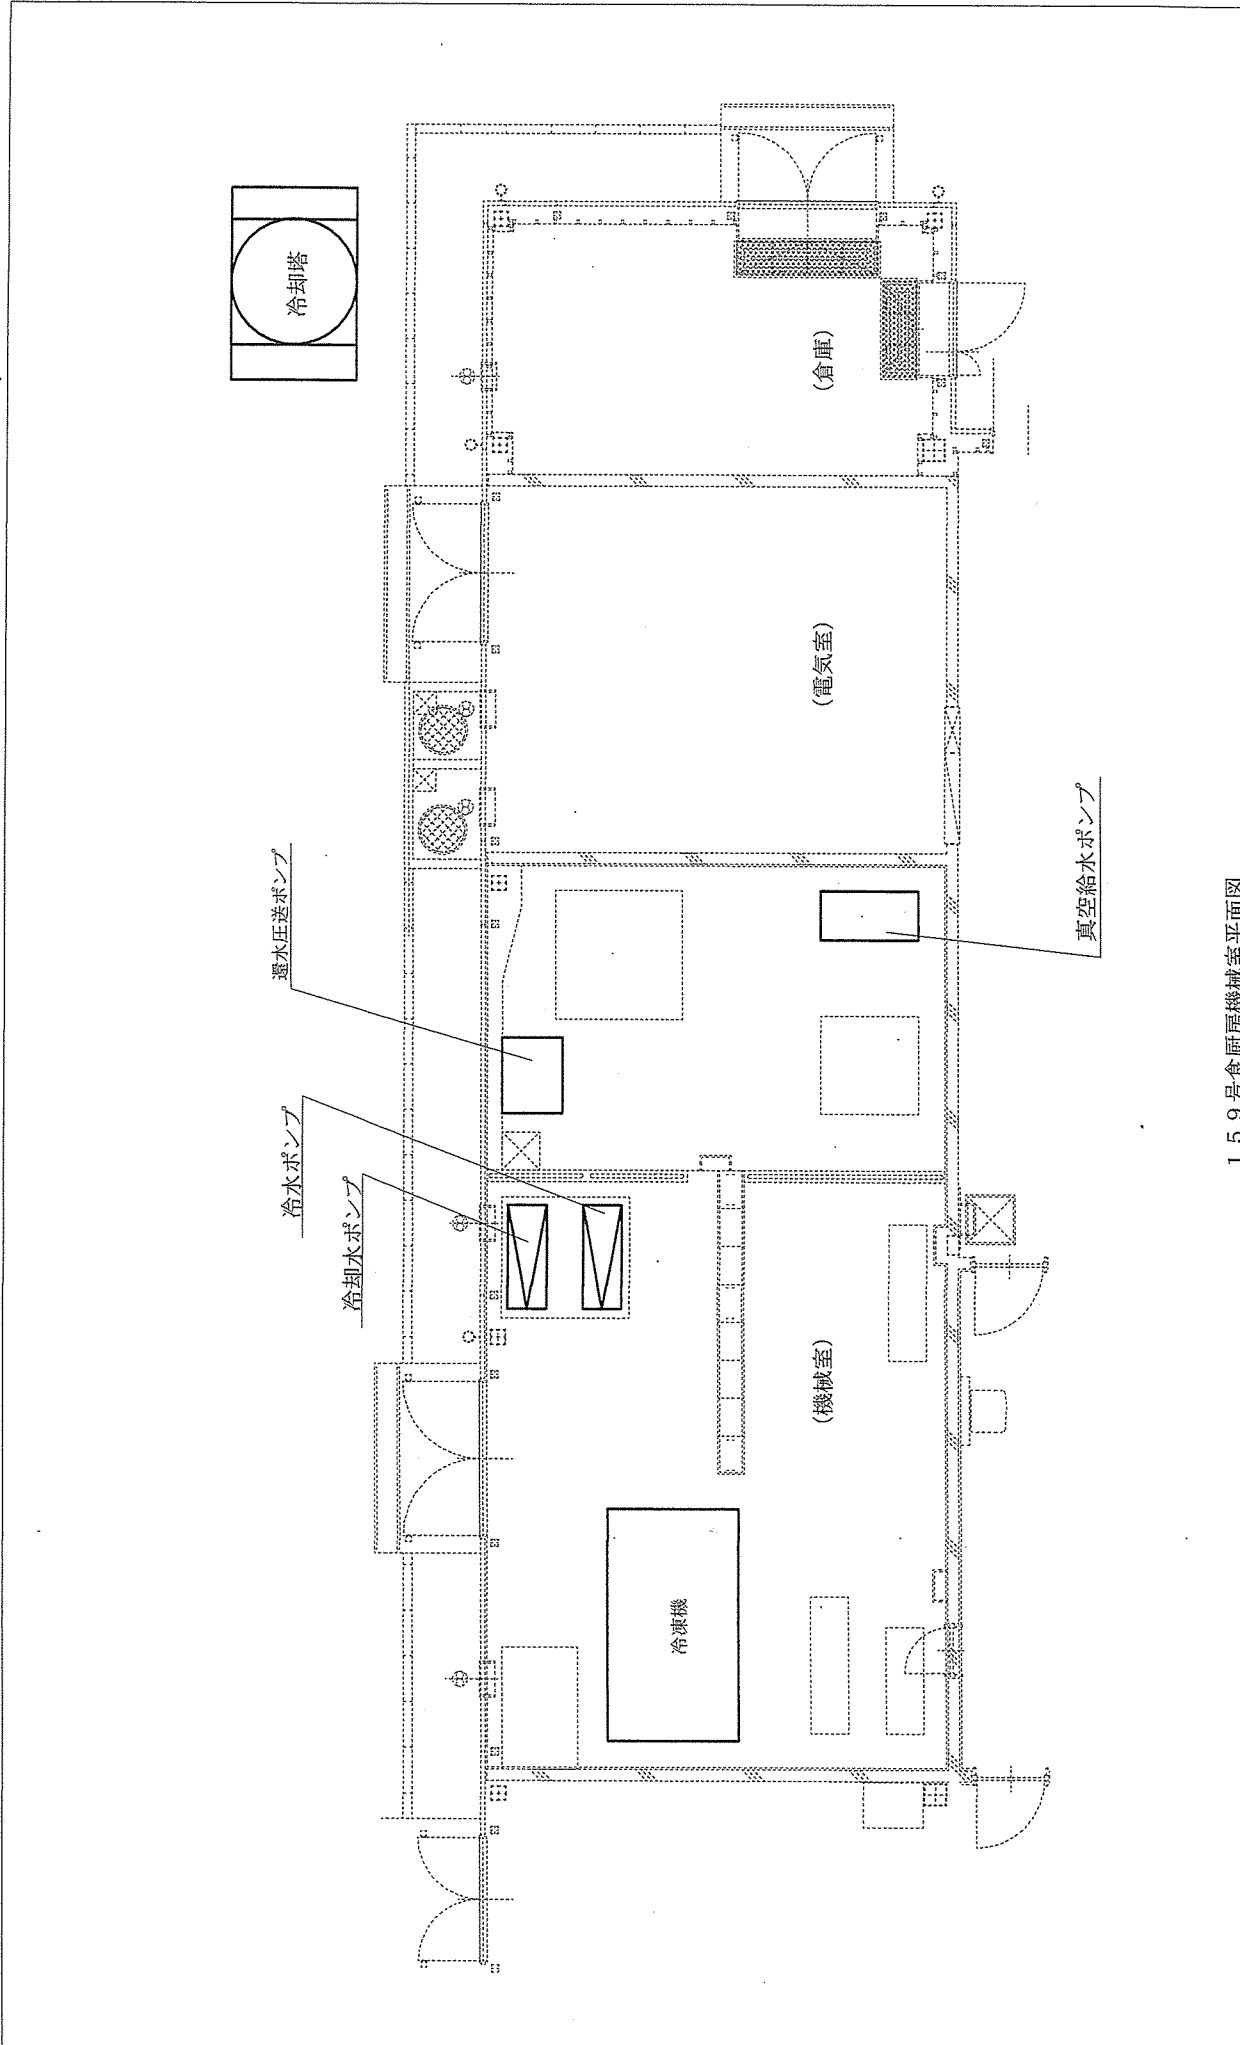 冷却塔
(倉庫)
(電気室)
還水圧送ポンプ
真空給水ポンプ
冷水ポンプ
冷却水ポンプ
(機械室)
冷凍機
159号食厨房機械室平面図